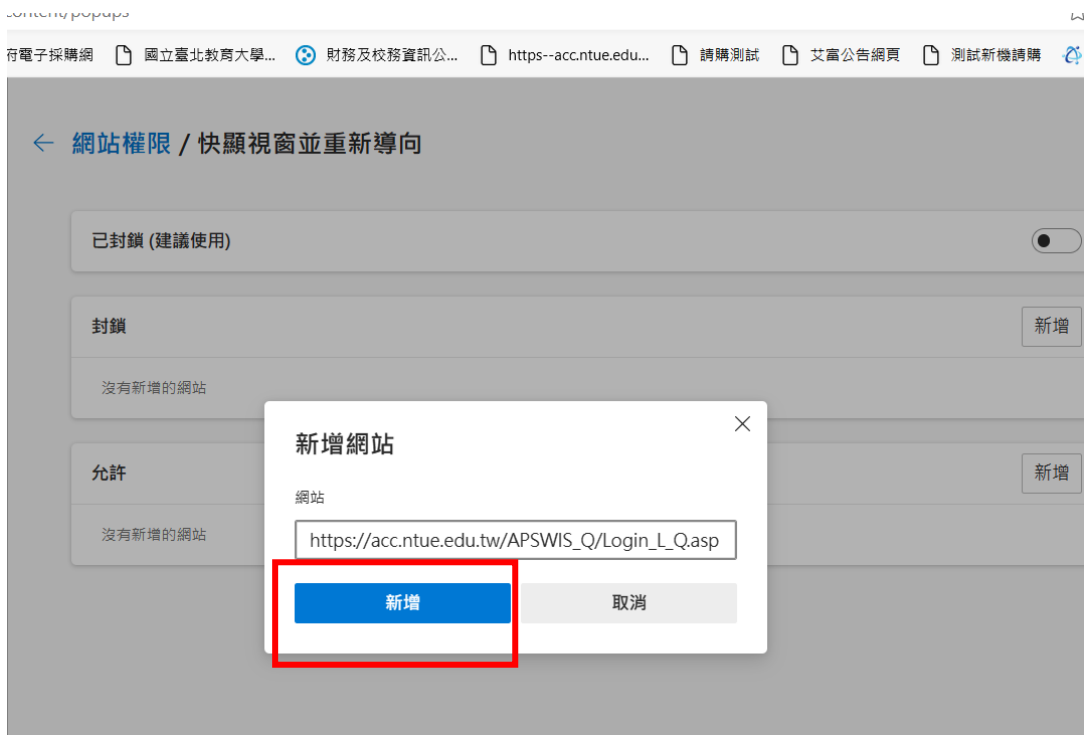 content/popups
府電子採購網 國立臺北教育大學... 財務及校務資訊公... https--acc.ntue.edu... 請購測試 艾富公告網頁 測試新機請購
← 網站權限 / 快顯視窗並重新導向
已封鎖 (建議使用)
封鎖 新增
沒有新增的網站
允許 新增
沒有新增的網站
新增網站
網站
https://acc.ntue.edu.tw/APSWIS_Q/Login_L_Q.asp
新增 取消